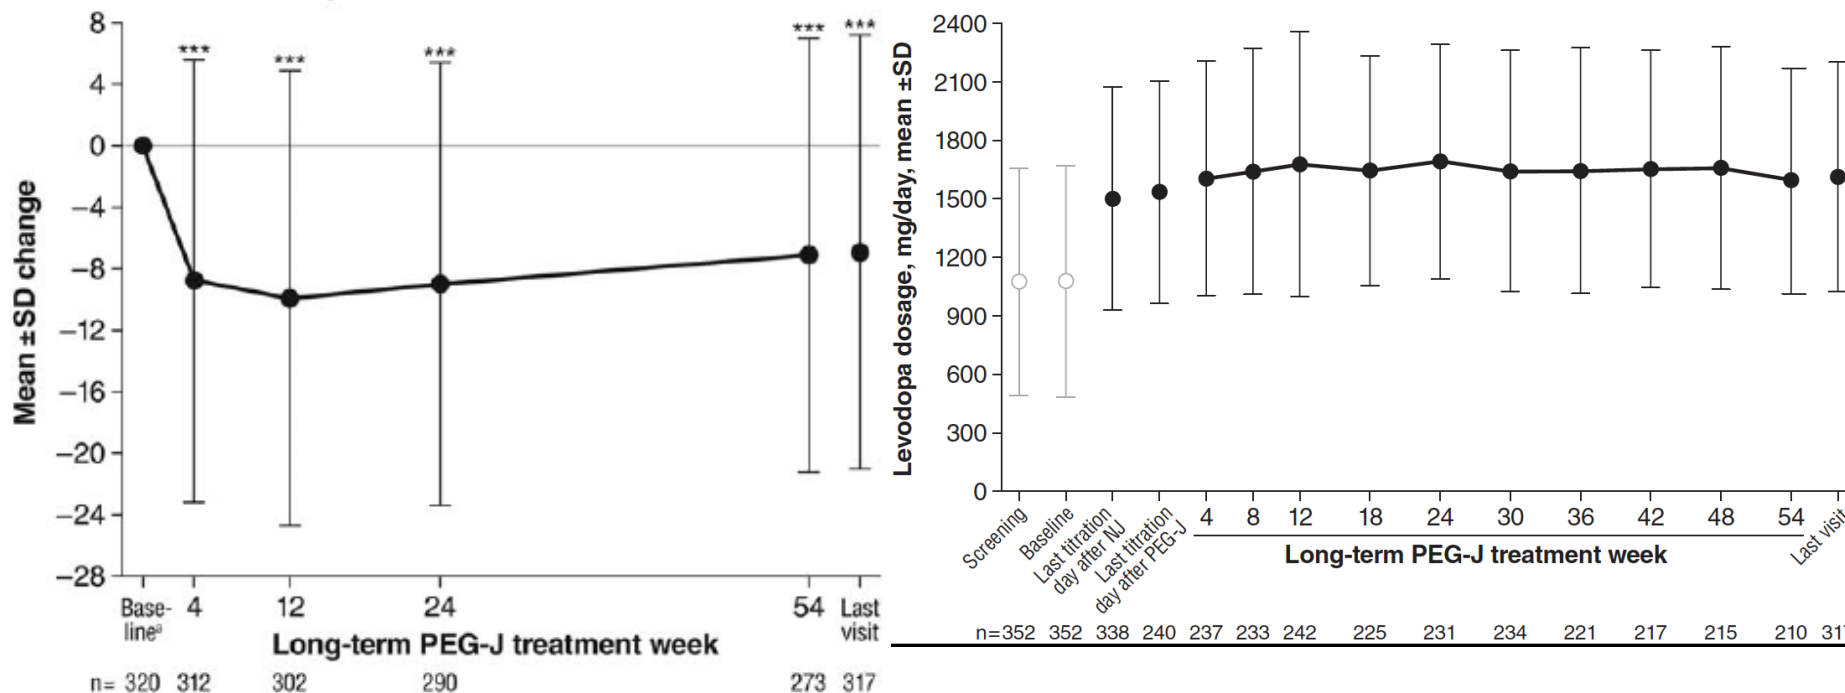 Mean ±SD change
8
4
0
−4
−8
−12
−16
−20
−24
−28
***
***
***
***
***
Base-
lineª
4
12
24
54
Last
visit
Long-term PEG-J treatment week
n= 320 312 302 290 273 317
Levodopa dosage, mg/day, mean ±SD
2400
2100
1800
1500
1200
900
600
300
0
Screening
Baseline
Last titration
day after NJ
Last titration
day after PEG-J
4 8 12 18 24 30 36 42 48 54
Last visit
Long-term PEG-J treatment week
n=352 352 338 240 237 233 242 225 231 234 221 217 215 210